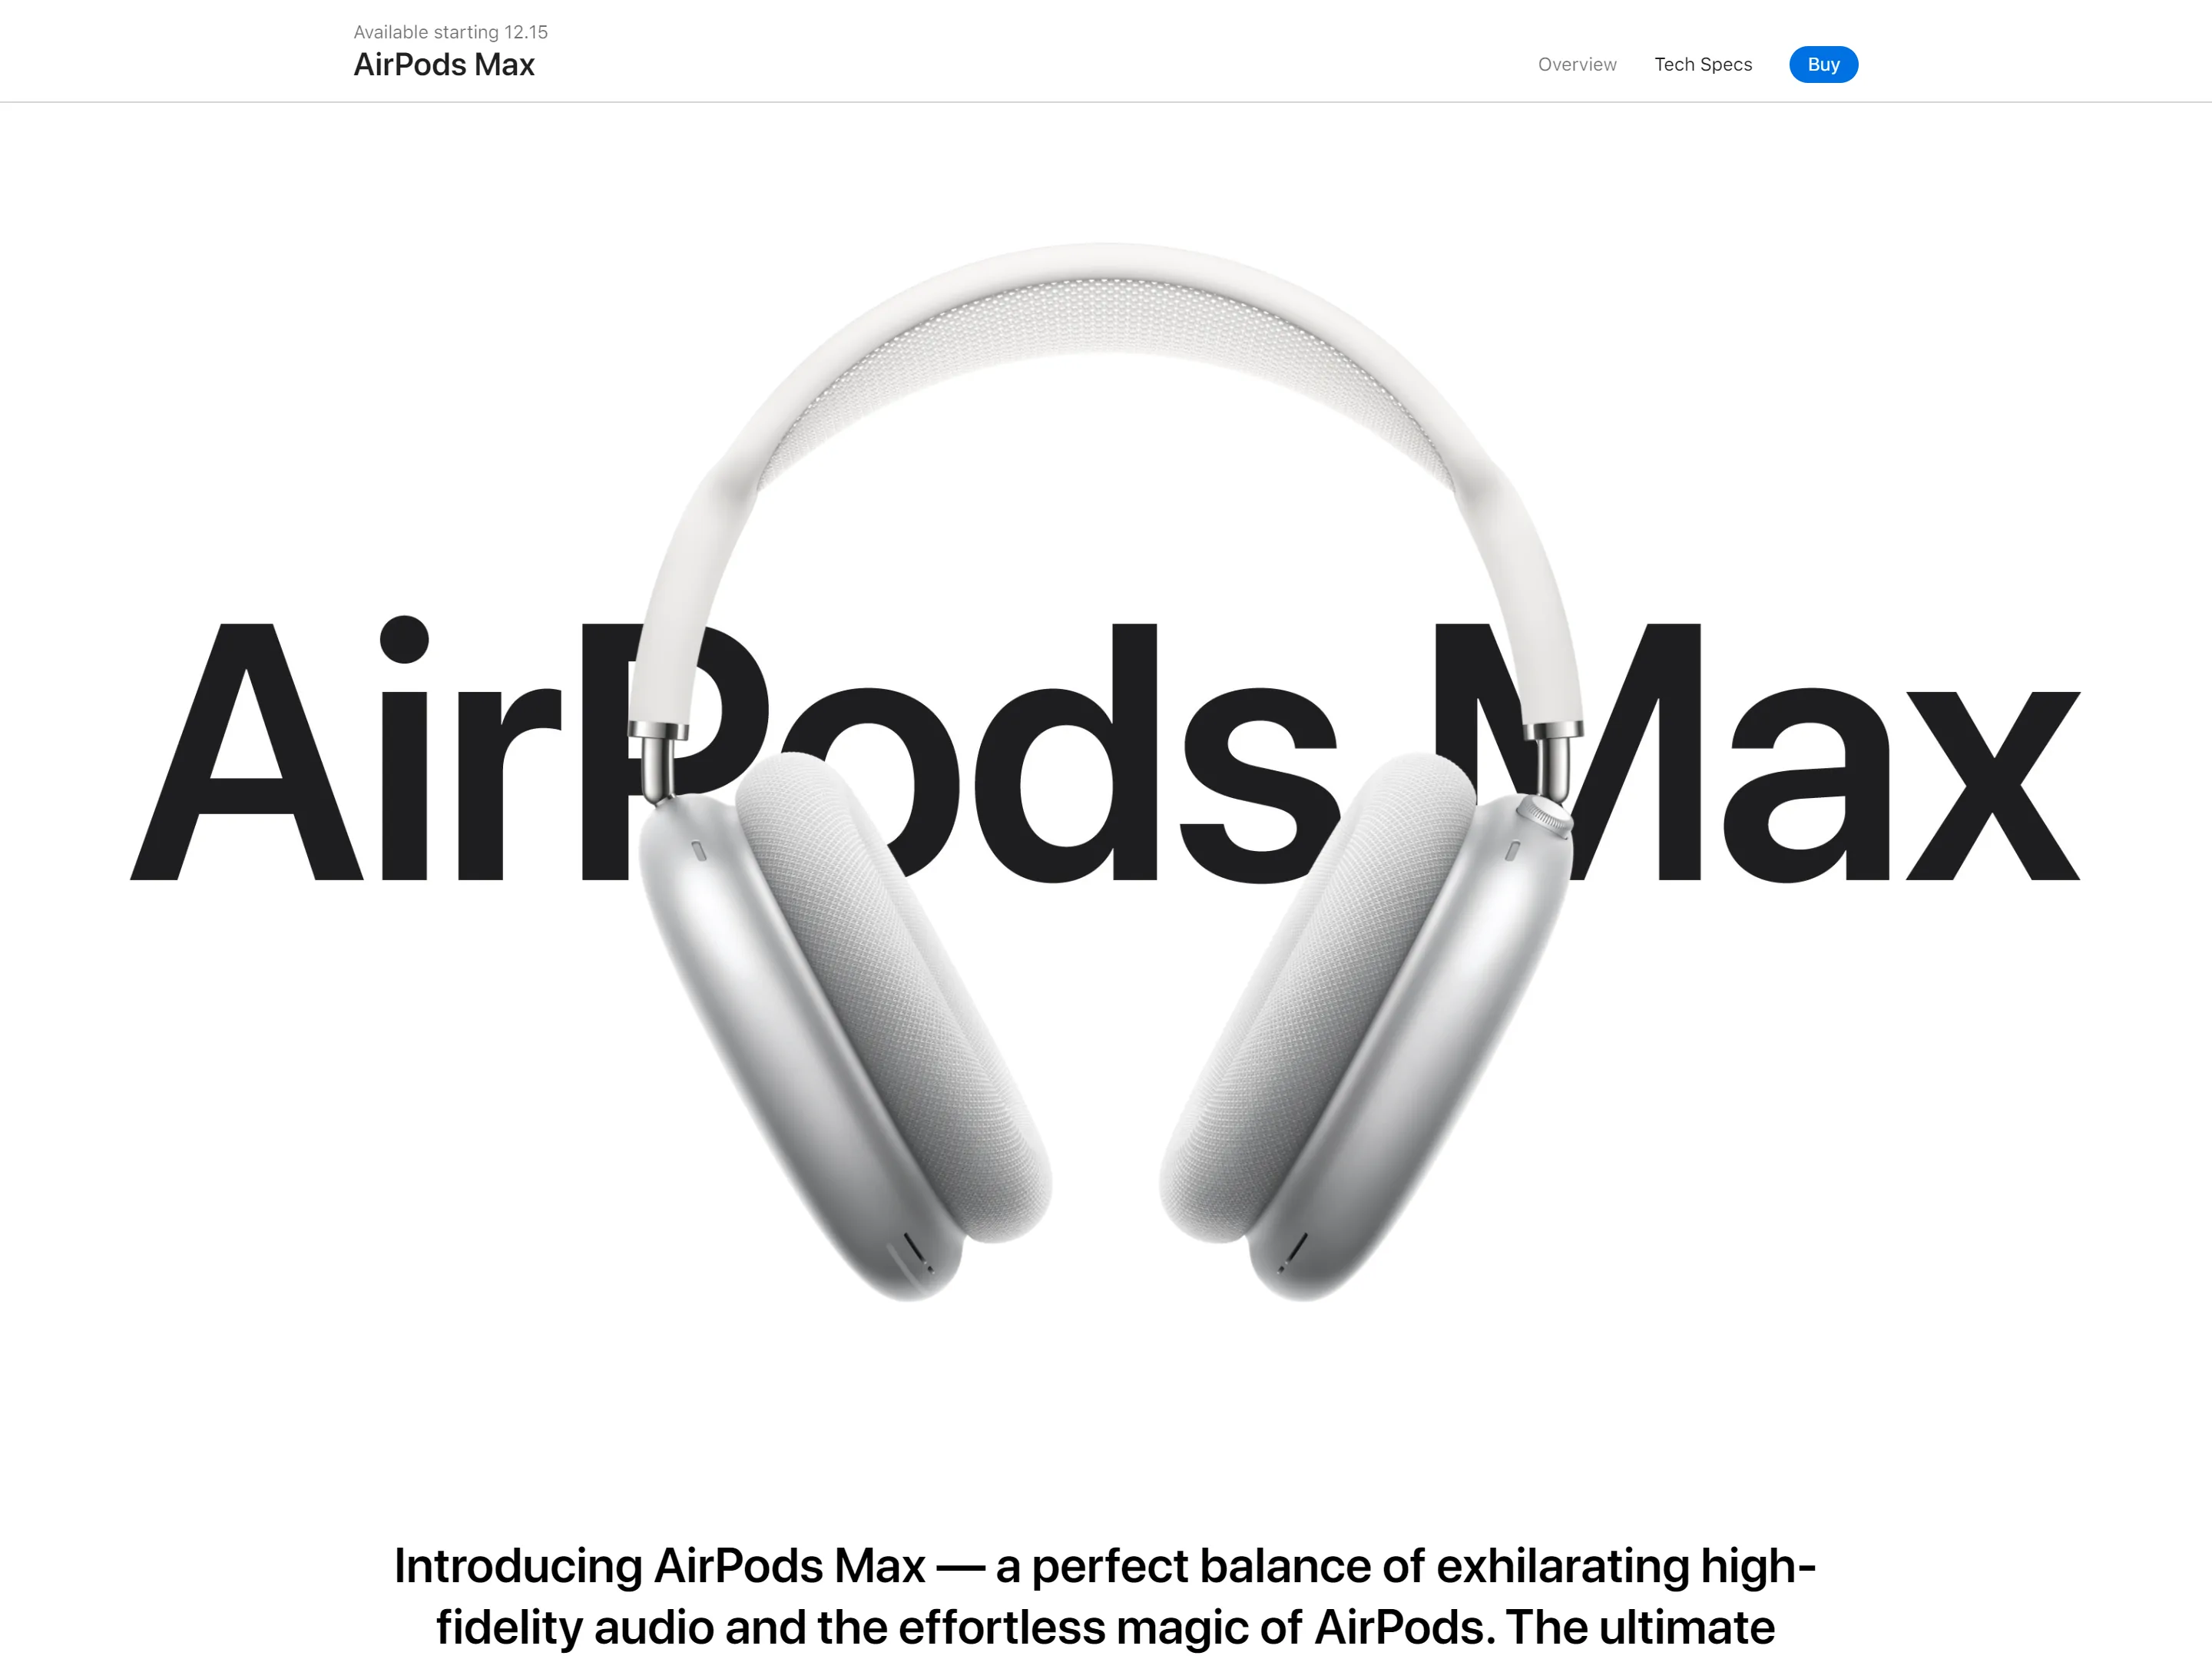 Available starting 12.15
AirPods Max
Overview Tech Specs Buy
AirPods Max
Introducing AirPods Max — a perfect balance of exhilarating high-
fidelity audio and the effortless magic of AirPods. The ultimate